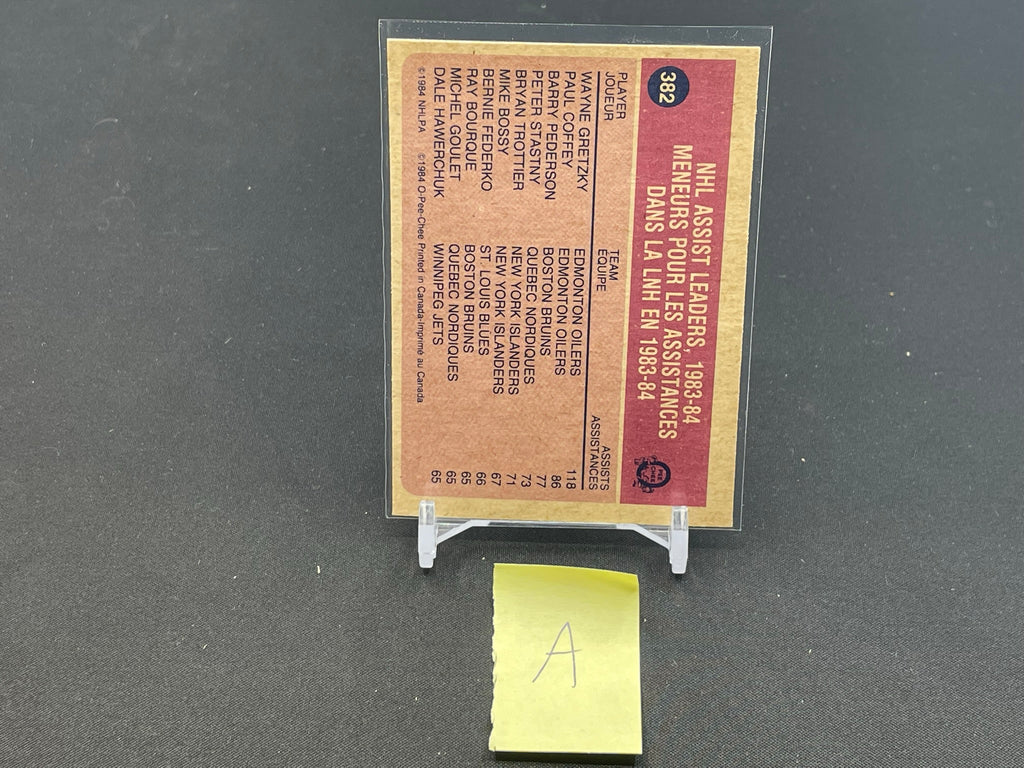 382
NHL ASSIST LEADERS, 1983-84
MENEURS POUR LES ASSISTANCES
DANS LA LNH EN 1983-84
O PEE CHEE
PLAYER TEAM ASSISTS
JOUEUR EQUIPE ASSISTANCES
WAYNE GRETZKY EDMONTON OILERS 118
PAUL COFFEY EDMONTON OILERS 86
BARRY PEDERSON BOSTON BRUINS 77
PETER STASTNY QUEBEC NORDIQUES 73
BRYAN TROTTIER NEW YORK ISLANDERS 71
MIKE BOSSY NEW YORK ISLANDERS 67
BERNIE FEDERKO ST. LOUIS BLUES 66
RAY BOURQUE BOSTON BRUINS 65
MICHEL GOULET QUEBEC NORDIQUES 65
DALE HAWERCHUK WINNIPEG JETS 65
©1984 NHLPA ©1984 O-Pee-Chee Printed in Canada-Imprimé au Canada
A